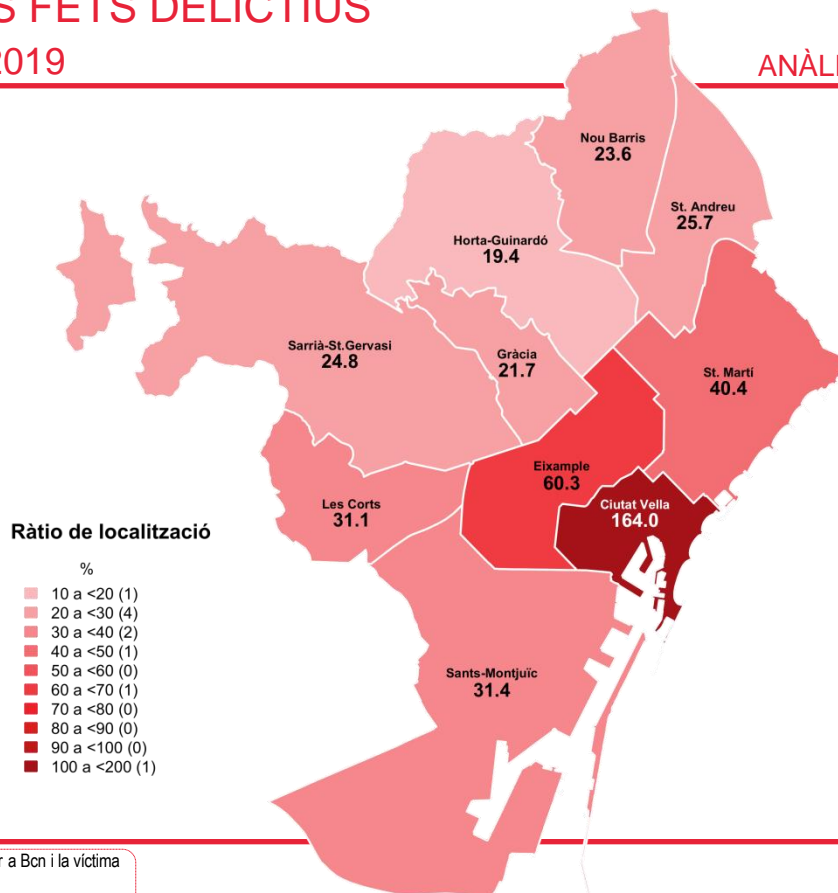 S FETS DELICTIUS
2019
ANÀLI
Nou Barris
23.6
St. Andreu
25.7
Horta-Guinardó
19.4
Sarrià-St.Gervasi
24.8
Gràcia
21.7
St. Martí
40.4
Eixample
60.3
Ciutat Vella
164.0
Les Corts
31.1
Sants-Montjuïc
31.4
Ràtio de localització
%
10 a <20 (1)
20 a <30 (4)
30 a <40 (2)
40 a <50 (1)
50 a <60 (0)
60 a <70 (1)
70 a <80 (0)
80 a <90 (0)
90 a <100 (0)
100 a <200 (1)
r a Bcn i la víctima